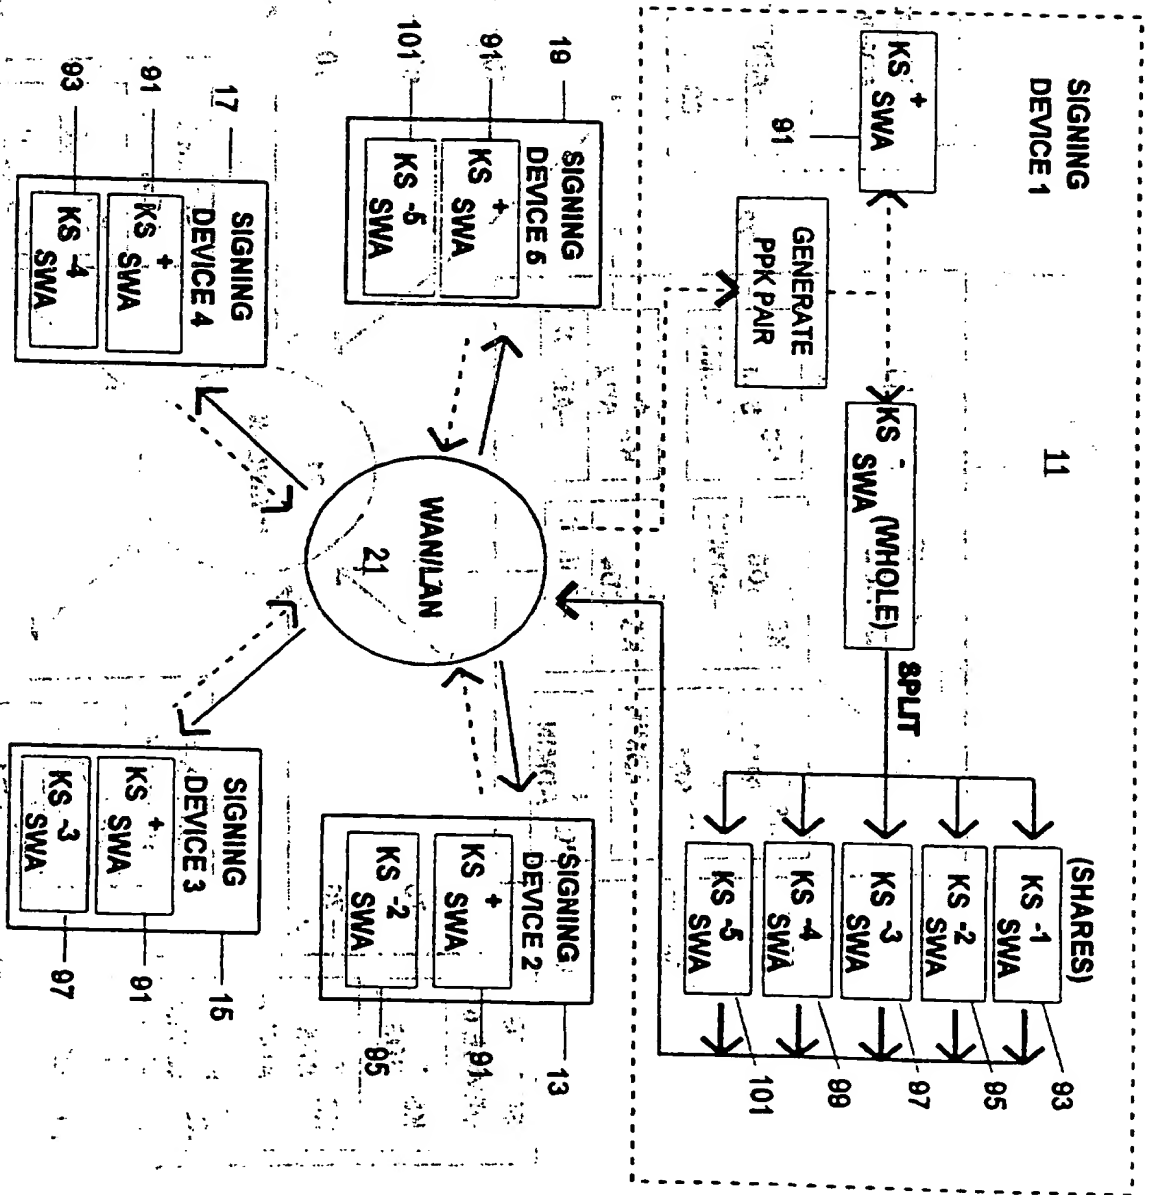 SIGNING
DEVICE 1
11
KS +
SWA
91
GENERATE
PPK PAIR
KS -
SWA (WHOLE)
SPLIT
(SHARES)
KS -1
SWA
93
KS -2
SWA
95
KS -3
SWA
97
KS -4
SWA
99
KS -5
SWA
101
WAN/LAN
21
SIGNING
DEVICE 5
19
KS +
SWA
91
KS -5
SWA
101
SIGNING
DEVICE 4
17
KS +
SWA
91
KS -4
SWA
93
SIGNING
DEVICE 2
13
KS +
SWA
91
KS -2
SWA
95
SIGNING
DEVICE 3
15
KS +
SWA
91
KS -3
SWA
97